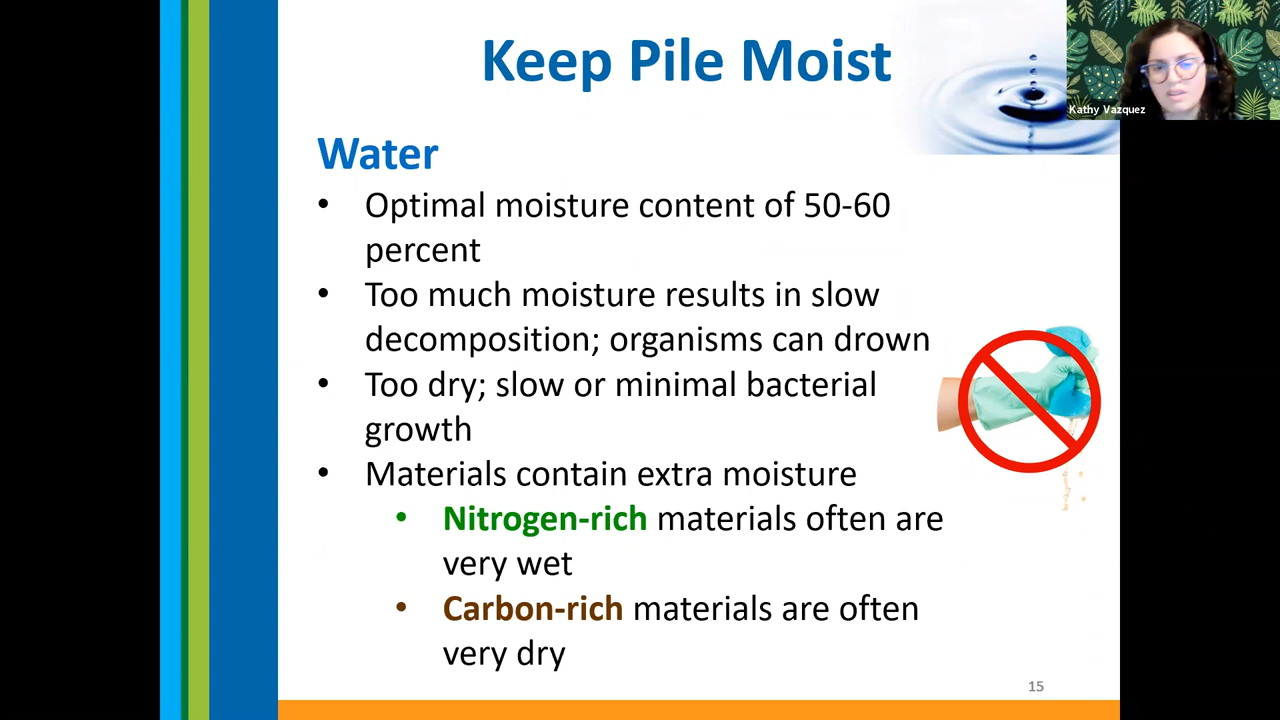 Keep Pile Moist
Kathy Vazquez
Water
• Optimal moisture content of 50-60
percent
• Too much moisture results in slow
decomposition; organisms can drown
• Too dry; slow or minimal bacterial
growth
• Materials contain extra moisture
• Nitrogen-rich materials often are
very wet
• Carbon-rich materials are often
very dry
15